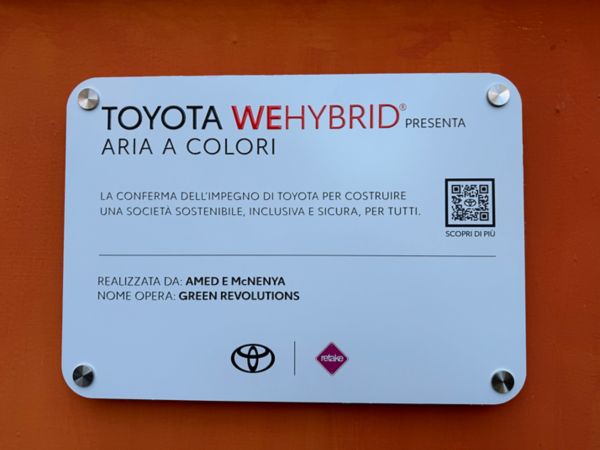 TOYOTA WEHYBRID® PRESENTA
ARIA A COLORI
LA CONFERMA DELL'IMPEGNO DI TOYOTA PER COSTRUIRE
UNA SOCIETÀ SOSTENIBILE, INCLUSIVA E SICURA, PER TUTTI.
SCOPRI DI PIÙ
REALIZZATA DA: AMED E McNENYA
NOME OPERA: GREEN REVOLUTIONS
retake